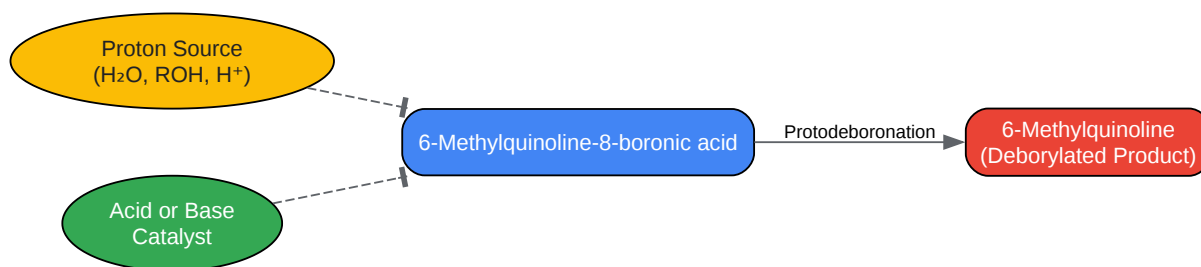 Proton Source
(H₂O, ROH, H⁺)
6-Methylquinoline-8-boronic acid
Protodeboronation
6-Methylquinoline
(Deborylated Product)
Acid or Base
Catalyst